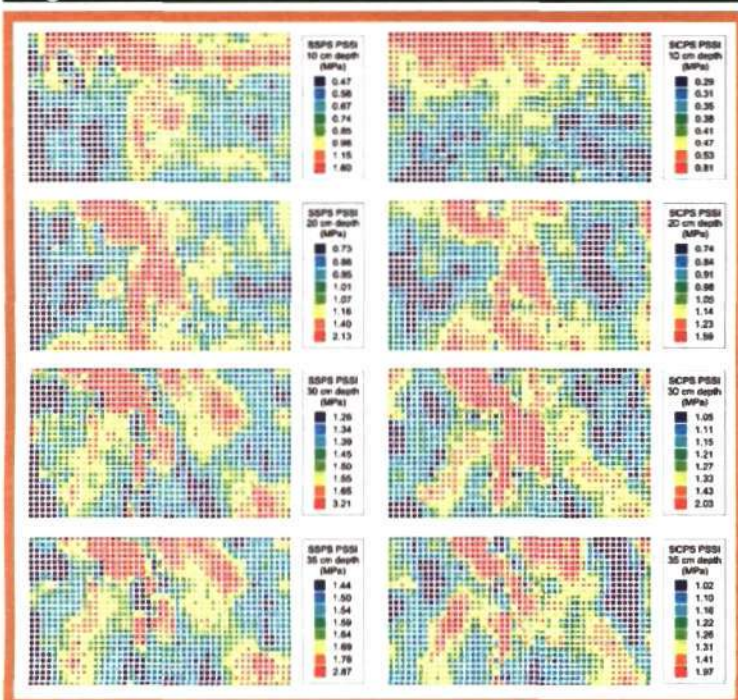 SSPS PSSI
10 cm depth
(MPa)
0.47
0.58
0.67
0.74
0.85
0.98
1.15
1.60
SCPS PSSI
10 cm depth
(MPa)
0.29
0.31
0.35
0.38
0.41
0.47
0.53
0.81
SSPS PSSI
20 cm depth
(MPa)
0.73
0.88
0.95
1.01
1.07
1.16
1.40
2.13
SCPS PSSI
20 cm depth
(MPa)
0.74
0.84
0.91
0.98
1.05
1.14
1.23
1.59
SSPS PSSI
30 cm depth
(MPa)
1.26
1.34
1.39
1.45
1.50
1.55
1.65
3.21
SCPS PSSI
30 cm depth
(MPa)
1.05
1.11
1.15
1.21
1.27
1.33
1.43
2.03
SSPS PSSI
35 cm depth
(MPa)
1.44
1.50
1.54
1.59
1.64
1.69
1.78
2.87
SCPS PSSI
35 cm depth
(MPa)
1.02
1.10
1.16
1.22
1.26
1.31
1.41
1.97